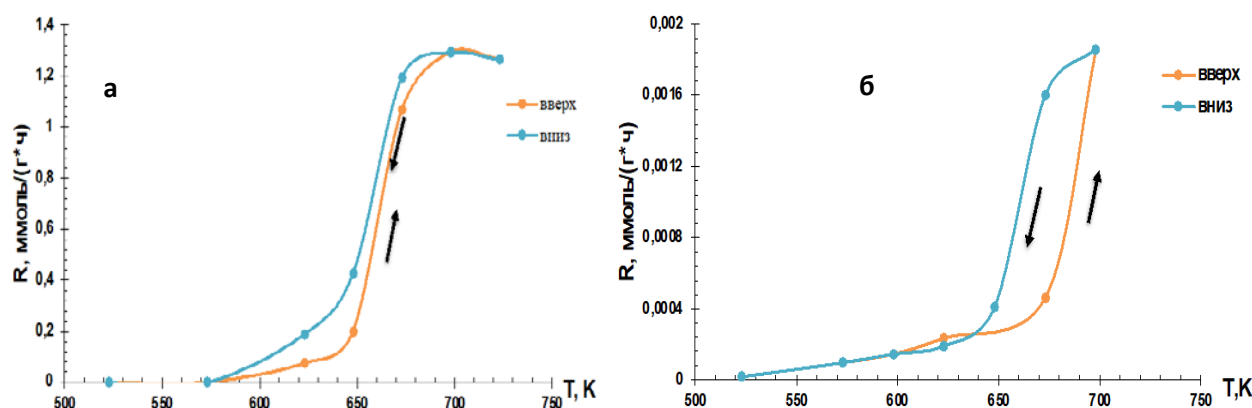 а
R, ммоль/(г* ч)
1,4
1,2
1
0,8
0,6
0,4
0,2
0
500
550
600
650
700
750
T, K
вверх
вниз
б
R, ммоль/(г* ч)
0,002
0,0016
0,0012
0,0008
0,0004
0
500
550
600
650
700
750
T,K
вверх
вниз